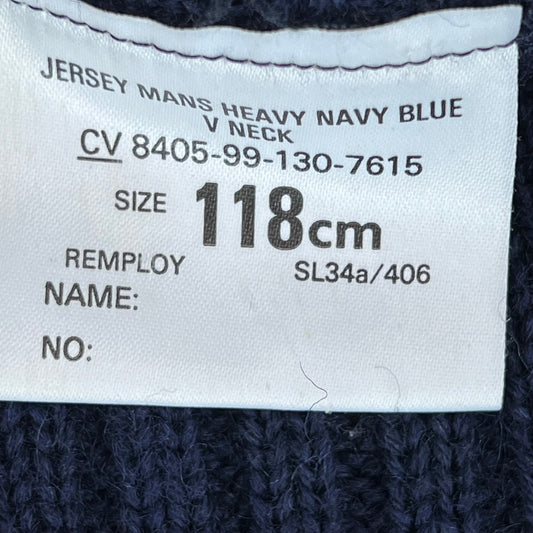 JERSEY MANS HEAVY NAVY BLUE
V NECK
CV 8405-99-130-7615
SIZE 118cm
REMPLOY SL34a/406
NAME:
NO: